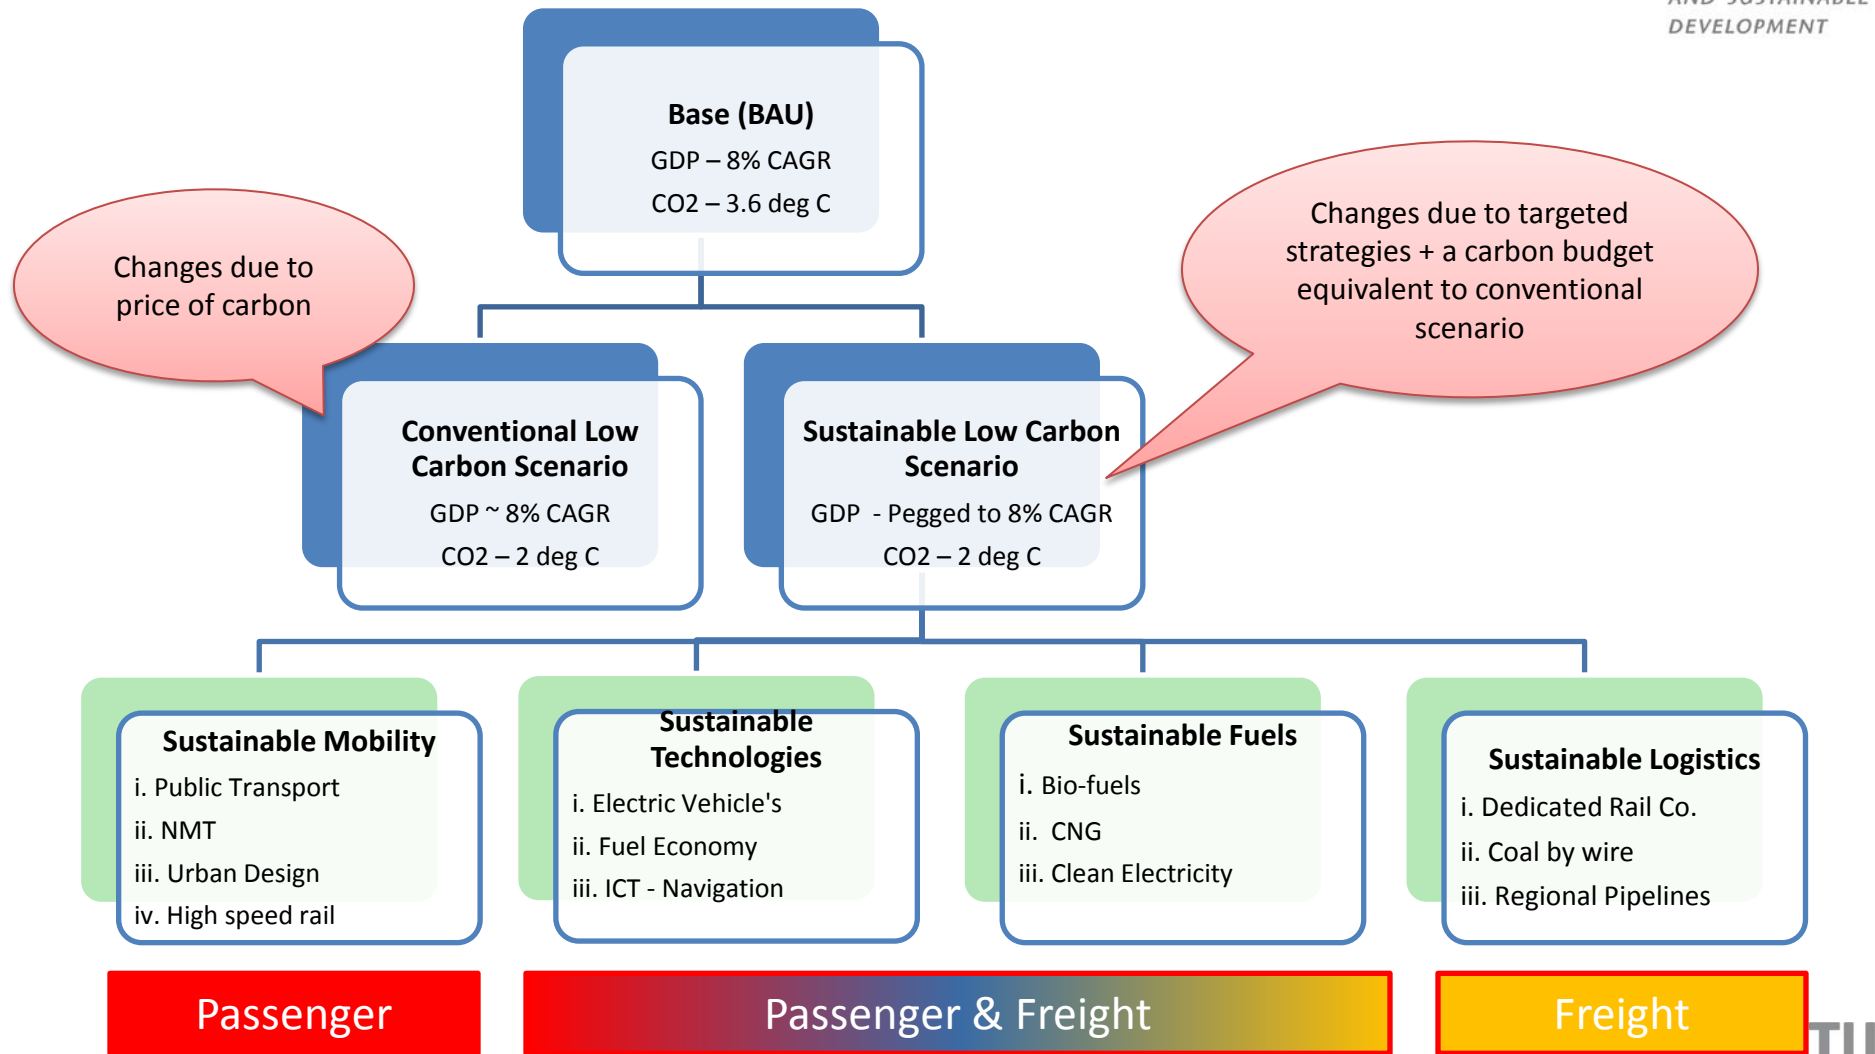 AND SUSTAINABLE
DEVELOPMENT
Base (BAU)
GDP – 8% CAGR
CO2 – 3.6 deg C
Changes due to
price of carbon
Changes due to targeted
strategies + a carbon budget
equivalent to conventional
scenario
Conventional Low
Carbon Scenario
GDP ~ 8% CAGR
CO2 – 2 deg C
Sustainable Low Carbon
Scenario
GDP - Pegged to 8% CAGR
CO2 – 2 deg C
Sustainable Mobility
i. Public Transport
ii. NMT
iii. Urban Design
iv. High speed rail
Sustainable
Technologies
i. Electric Vehicle's
ii. Fuel Economy
iii. ICT - Navigation
Sustainable Fuels
i. Bio-fuels
ii. CNG
iii. Clean Electricity
Sustainable Logistics
i. Dedicated Rail Co.
ii. Coal by wire
iii. Regional Pipelines
Passenger
Passenger & Freight
Freight